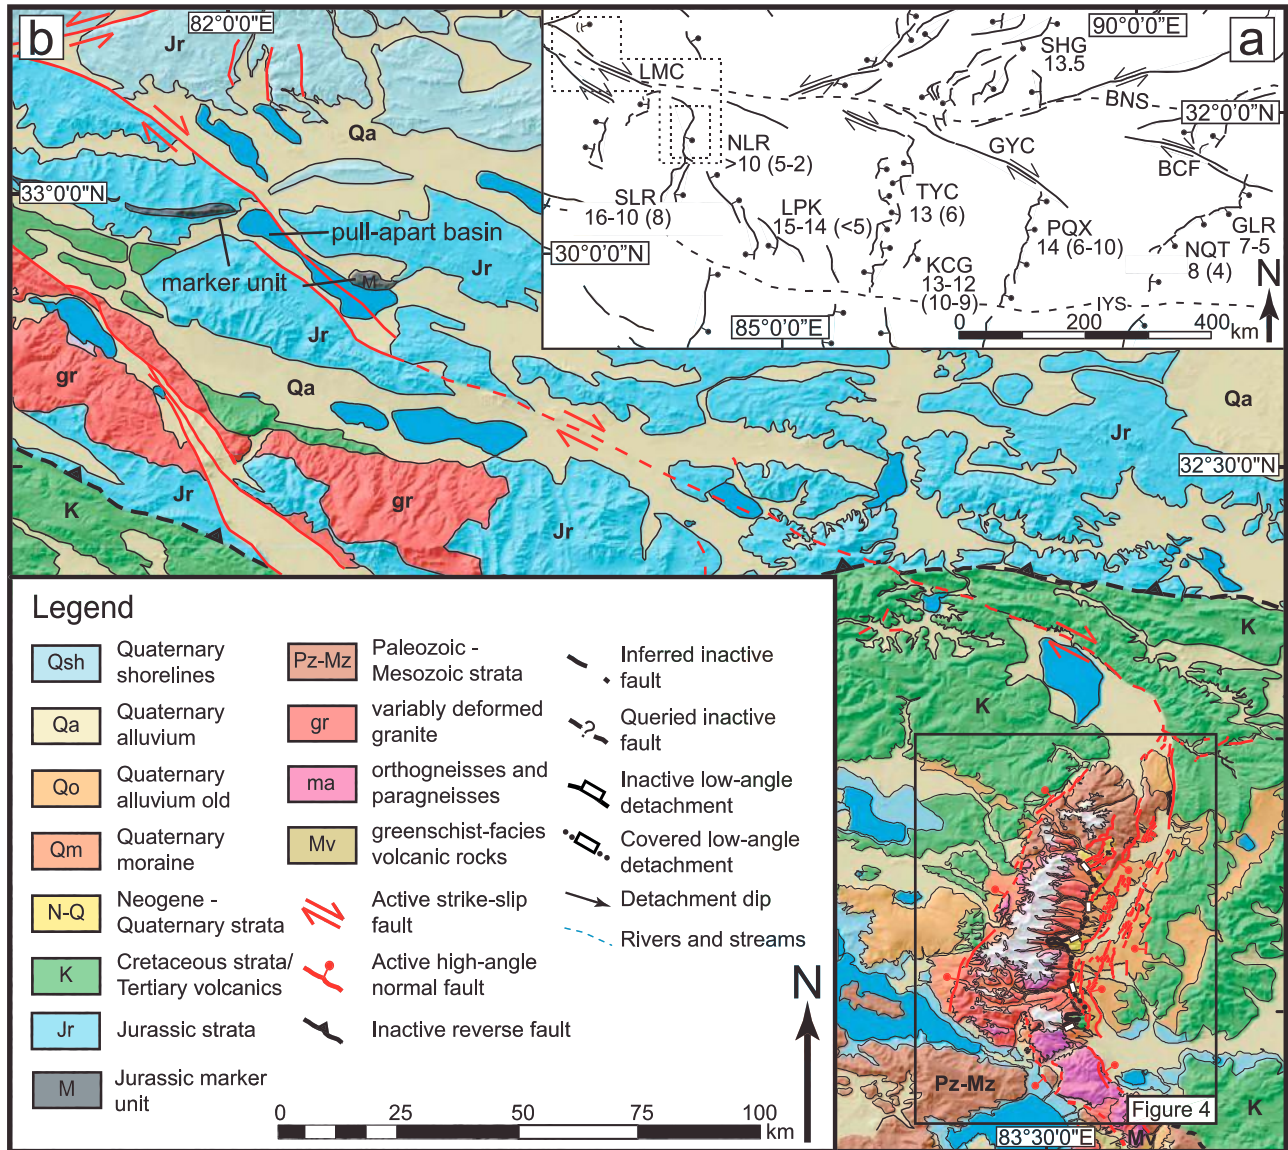 b
82°0'0"E
Jr
Qa
33°0'0"N
pull-apart basin
marker unit
M
Jr
Jr
Qa
gr
gr
Jr
Jr
K
Qa
Jr
32°30'0"N
K
K
Pz-Mz
Mv
K
Figure 4
83°30'0"E
a
90°0'0"E
SHG
13.5
LMC
BNS
32°0'0"N
NLR
>10 (5-2)
GYC
BCF
SLR
16-10 (8)
LPK
15-14 (<5)
TYC
13 (6)
PQX
14 (6-10)
GLR
7-5
NQT
8 (4)
KCG
13-12
(10-9)
30°0'0"N
IYS
85°0'0"E
N
0 200 400
km
Legend
Qsh Quaternary
shorelines
Qa Quaternary
alluvium
Qo Quaternary
alluvium old
Qm Quaternary
moraine
N-Q Neogene -
Quaternary strata
K Cretaceous strata/
Tertiary volcanics
Jr Jurassic strata
M Jurassic marker
unit
Pz-Mz Paleozoic -
Mesozoic strata
gr variably deformed
granite
ma orthogneisses and
paragneisses
Mv greenschist-facies
volcanic rocks
Active strike-slip
fault
Active high-angle
normal fault
Inactive reverse fault
Inferred inactive
fault
? Queried inactive
fault
Inactive low-angle
detachment
Covered low-angle
detachment
Detachment dip
Rivers and streams
N
0 25 50 75 100
km